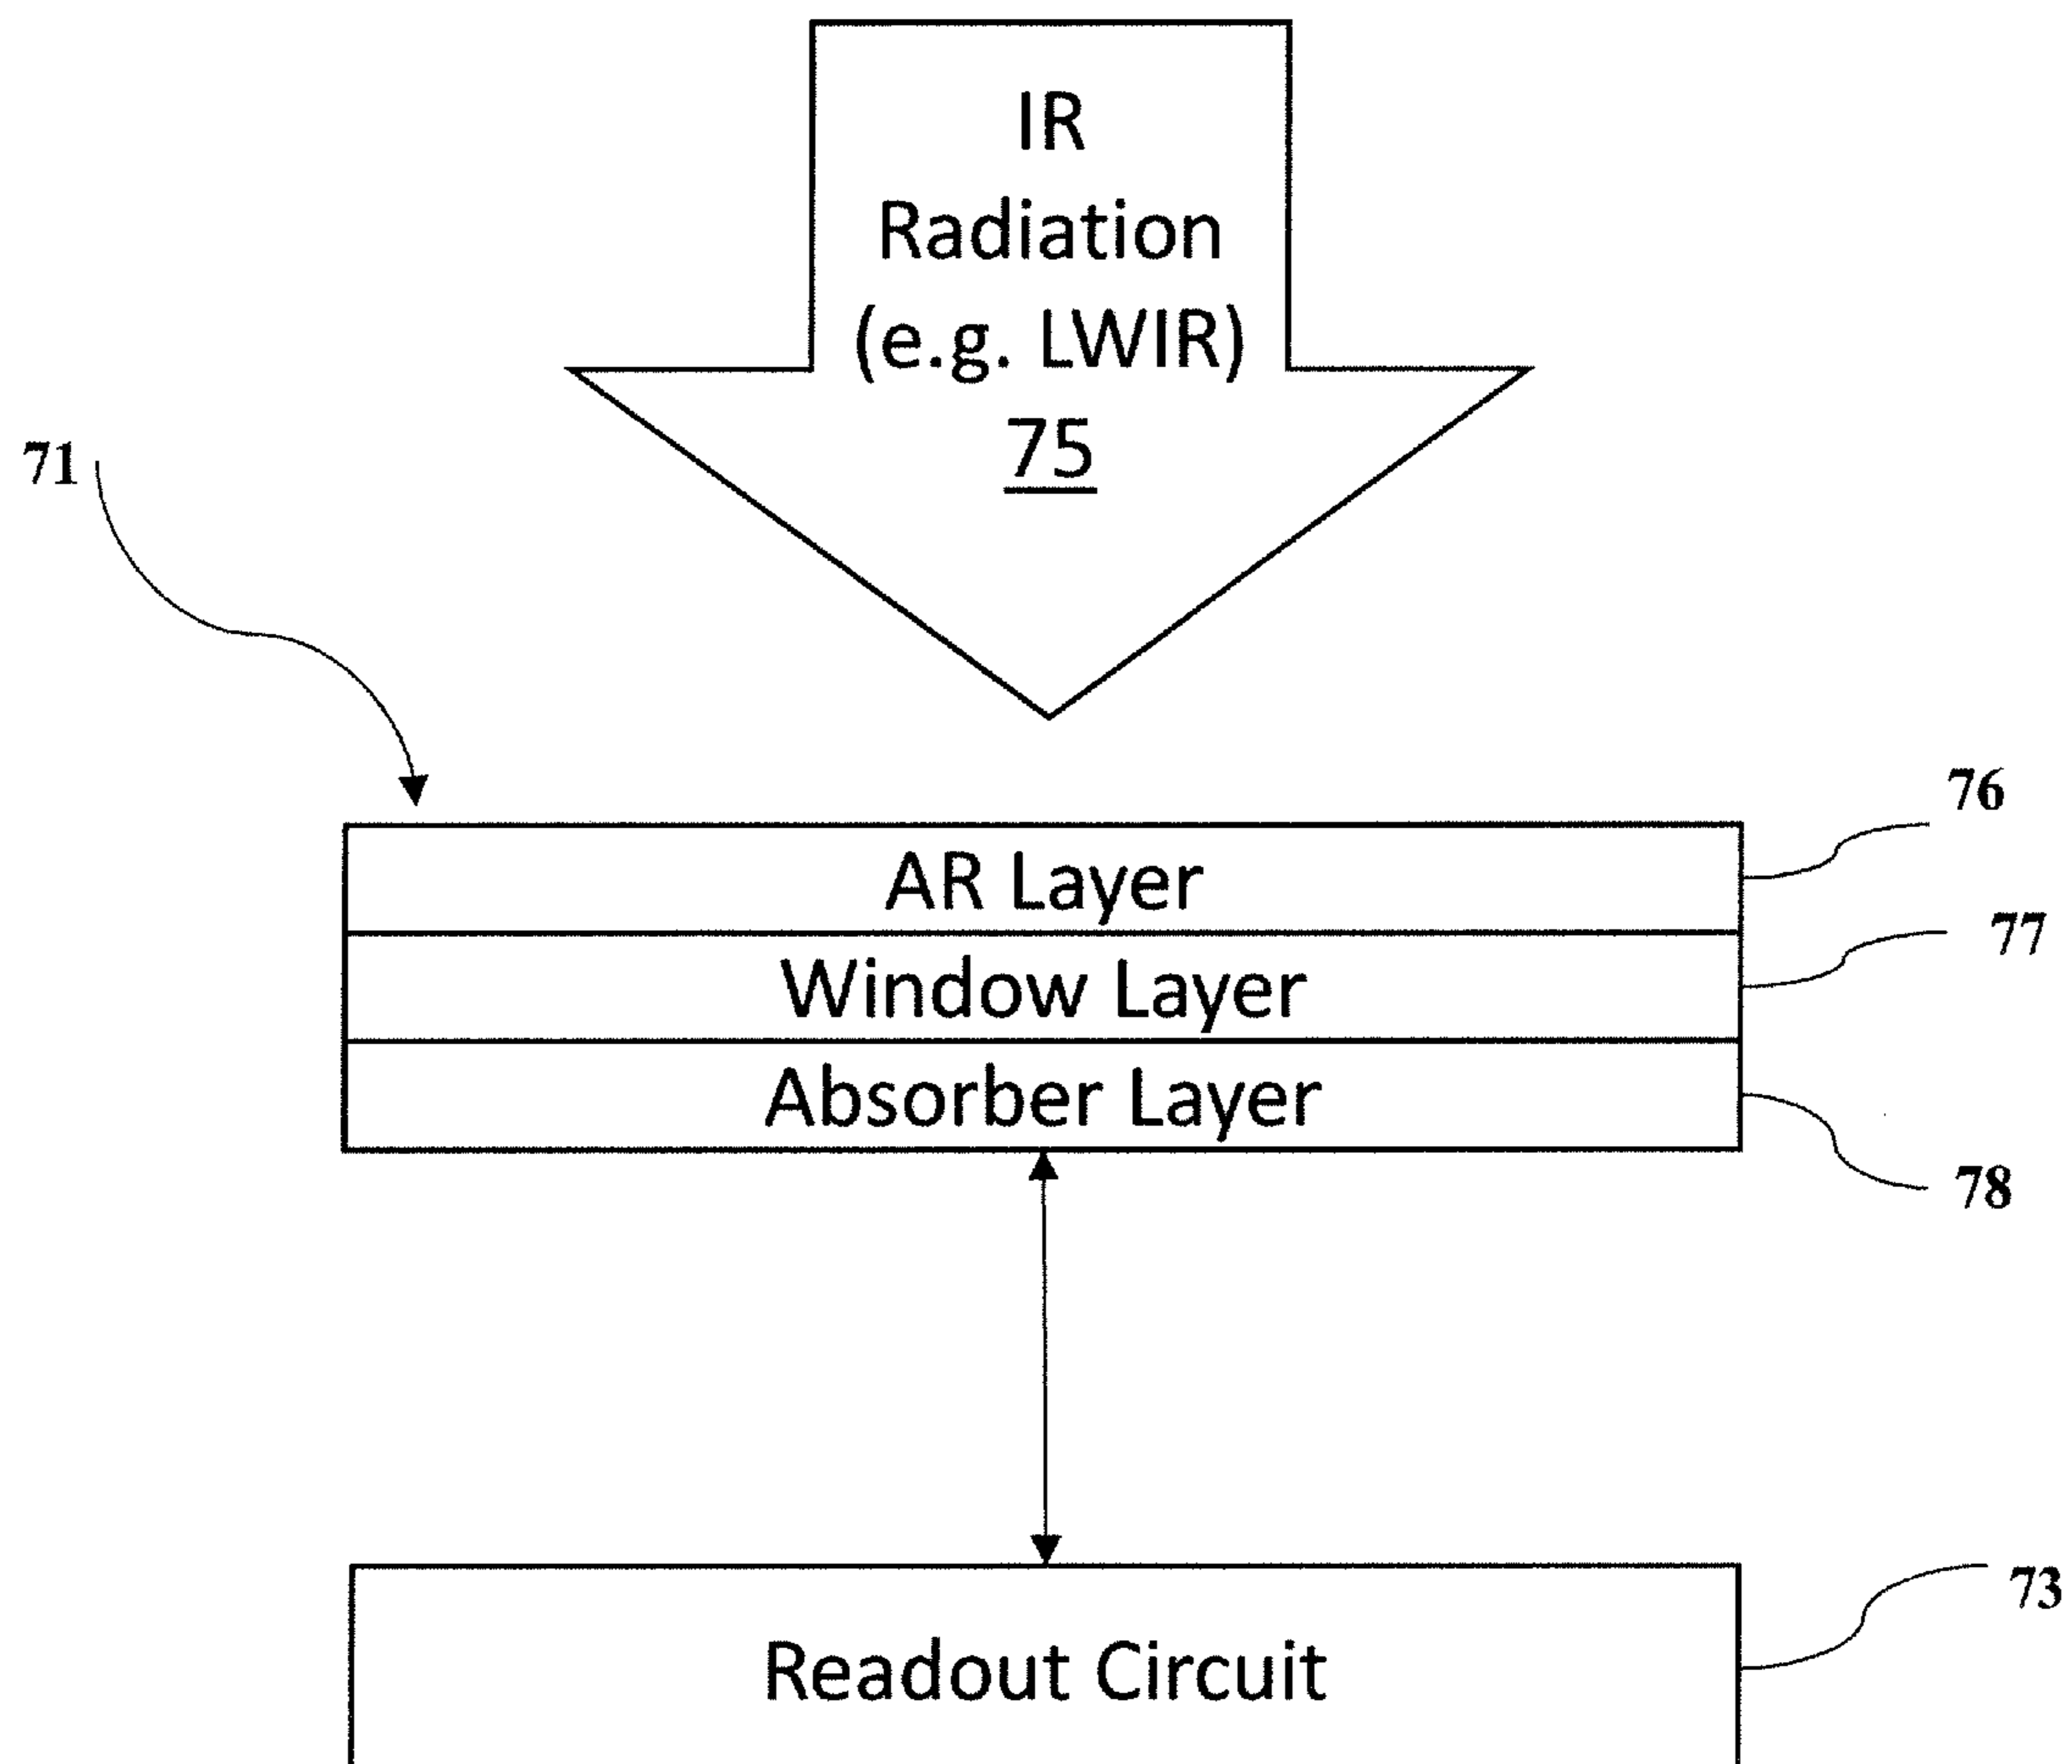 IR
Radiation
(e.g. LWIR)
75
71
76
AR Layer
77
Window Layer
Absorber Layer
78
73
Readout Circuit